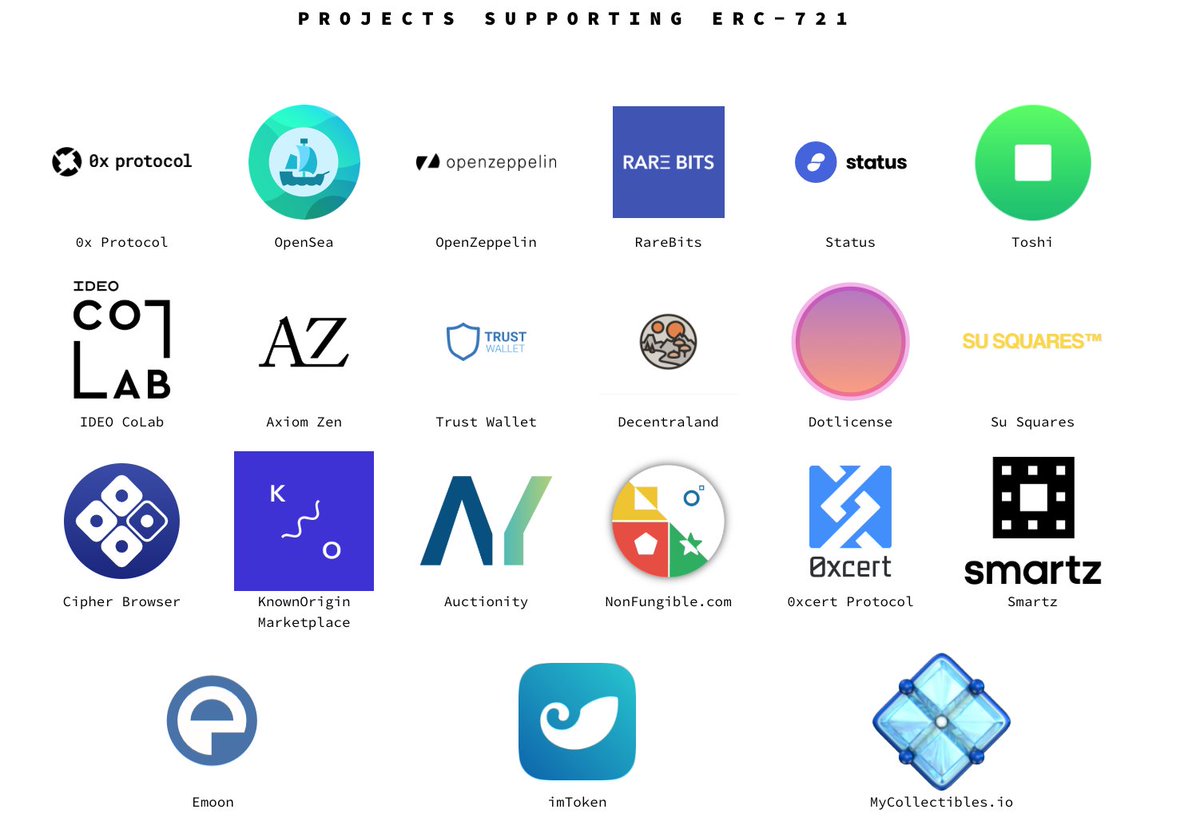 PROJECTS SUPPORTING ERC-721
0x protocol
openzeppelin
RARE BITS
status
0x Protocol
OpenSea
OpenZeppelin
RareBits
Status
Toshi
IDEO
CO
LAB
AZ
TRUST
WALLET
SU SQUARES™
IDEO CoLab
Axiom Zen
Trust Wallet
Decentraland
Dotlicense
Su Squares
K
O
AY
0xcert
smartz
Cipher Browser
KnownOrigin
Marketplace
Auctionity
NonFungible.com
0xcert Protocol
Smartz
Emoon
imToken
MyCollectibles.io